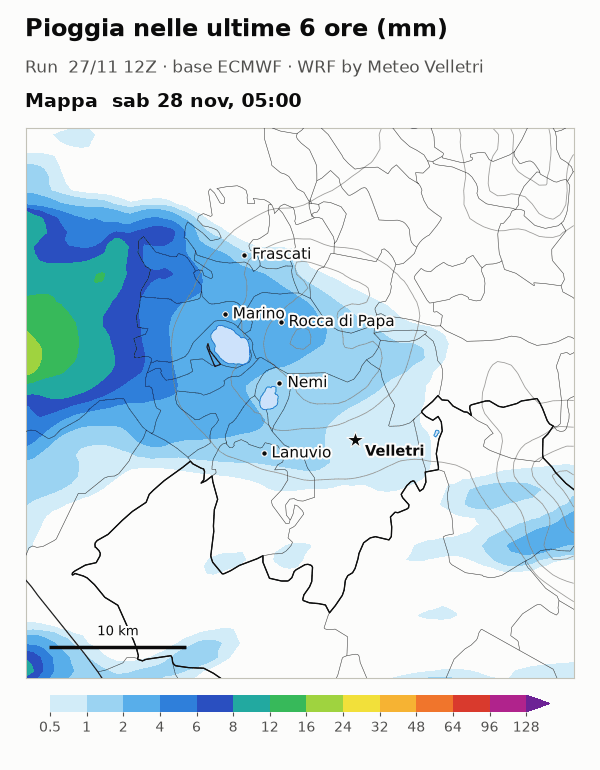 Pioggia nelle ultime 6 ore (mm)
Run  27/11 12Z · base ECMWF · WRF by Meteo Velletri
Mappa  sab 28 nov, 05:00
Frascati
Marino
Rocca di Papa
Nemi
Velletri
Lanuvio
10 km
0.5 1 2 4 6 8 12 16 24 32 48 64 96 128